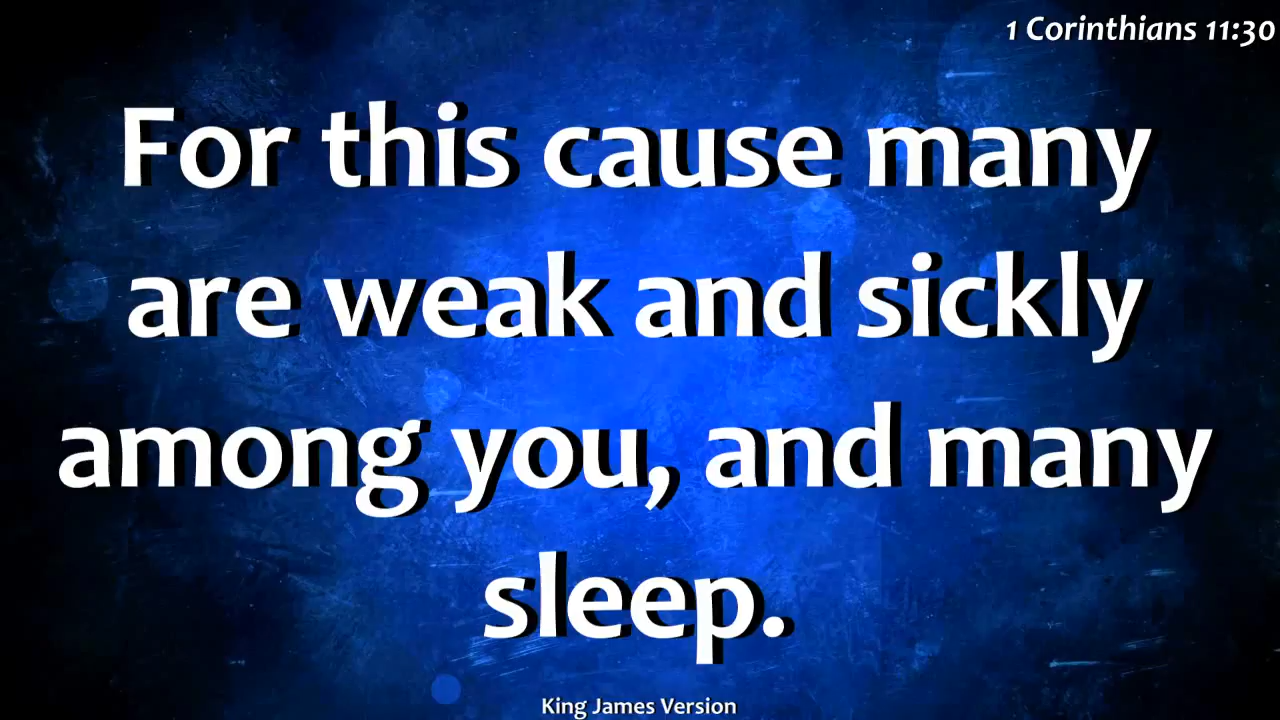 1 Corinthians 11:30
For this cause many
are weak and sickly
among you, and many
sleep.
King James Version